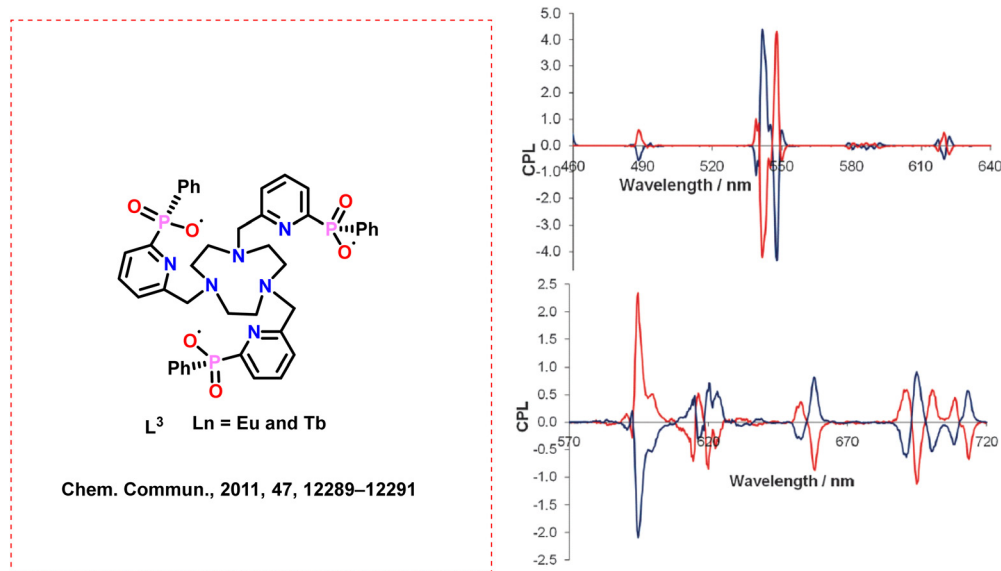 Ph
O
P
O·
N
O
P
Ph
O·
N
N
N
N
O·
N
Ph
P
O
L³ Ln = Eu and Tb
Chem. Commun., 2011, 47, 12289–12291
5.0
4.0
3.0
2.0
1.0
0.0
-1.0
-2.0
-3.0
-4.0
CPL
460 490 520 550 580 610 640
Wavelength / nm
2.5
2.0
1.5
1.0
0.5
0.0
-0.5
-1.0
-1.5
-2.0
-2.5
CPL
570 520 670 720
Wavelength / nm